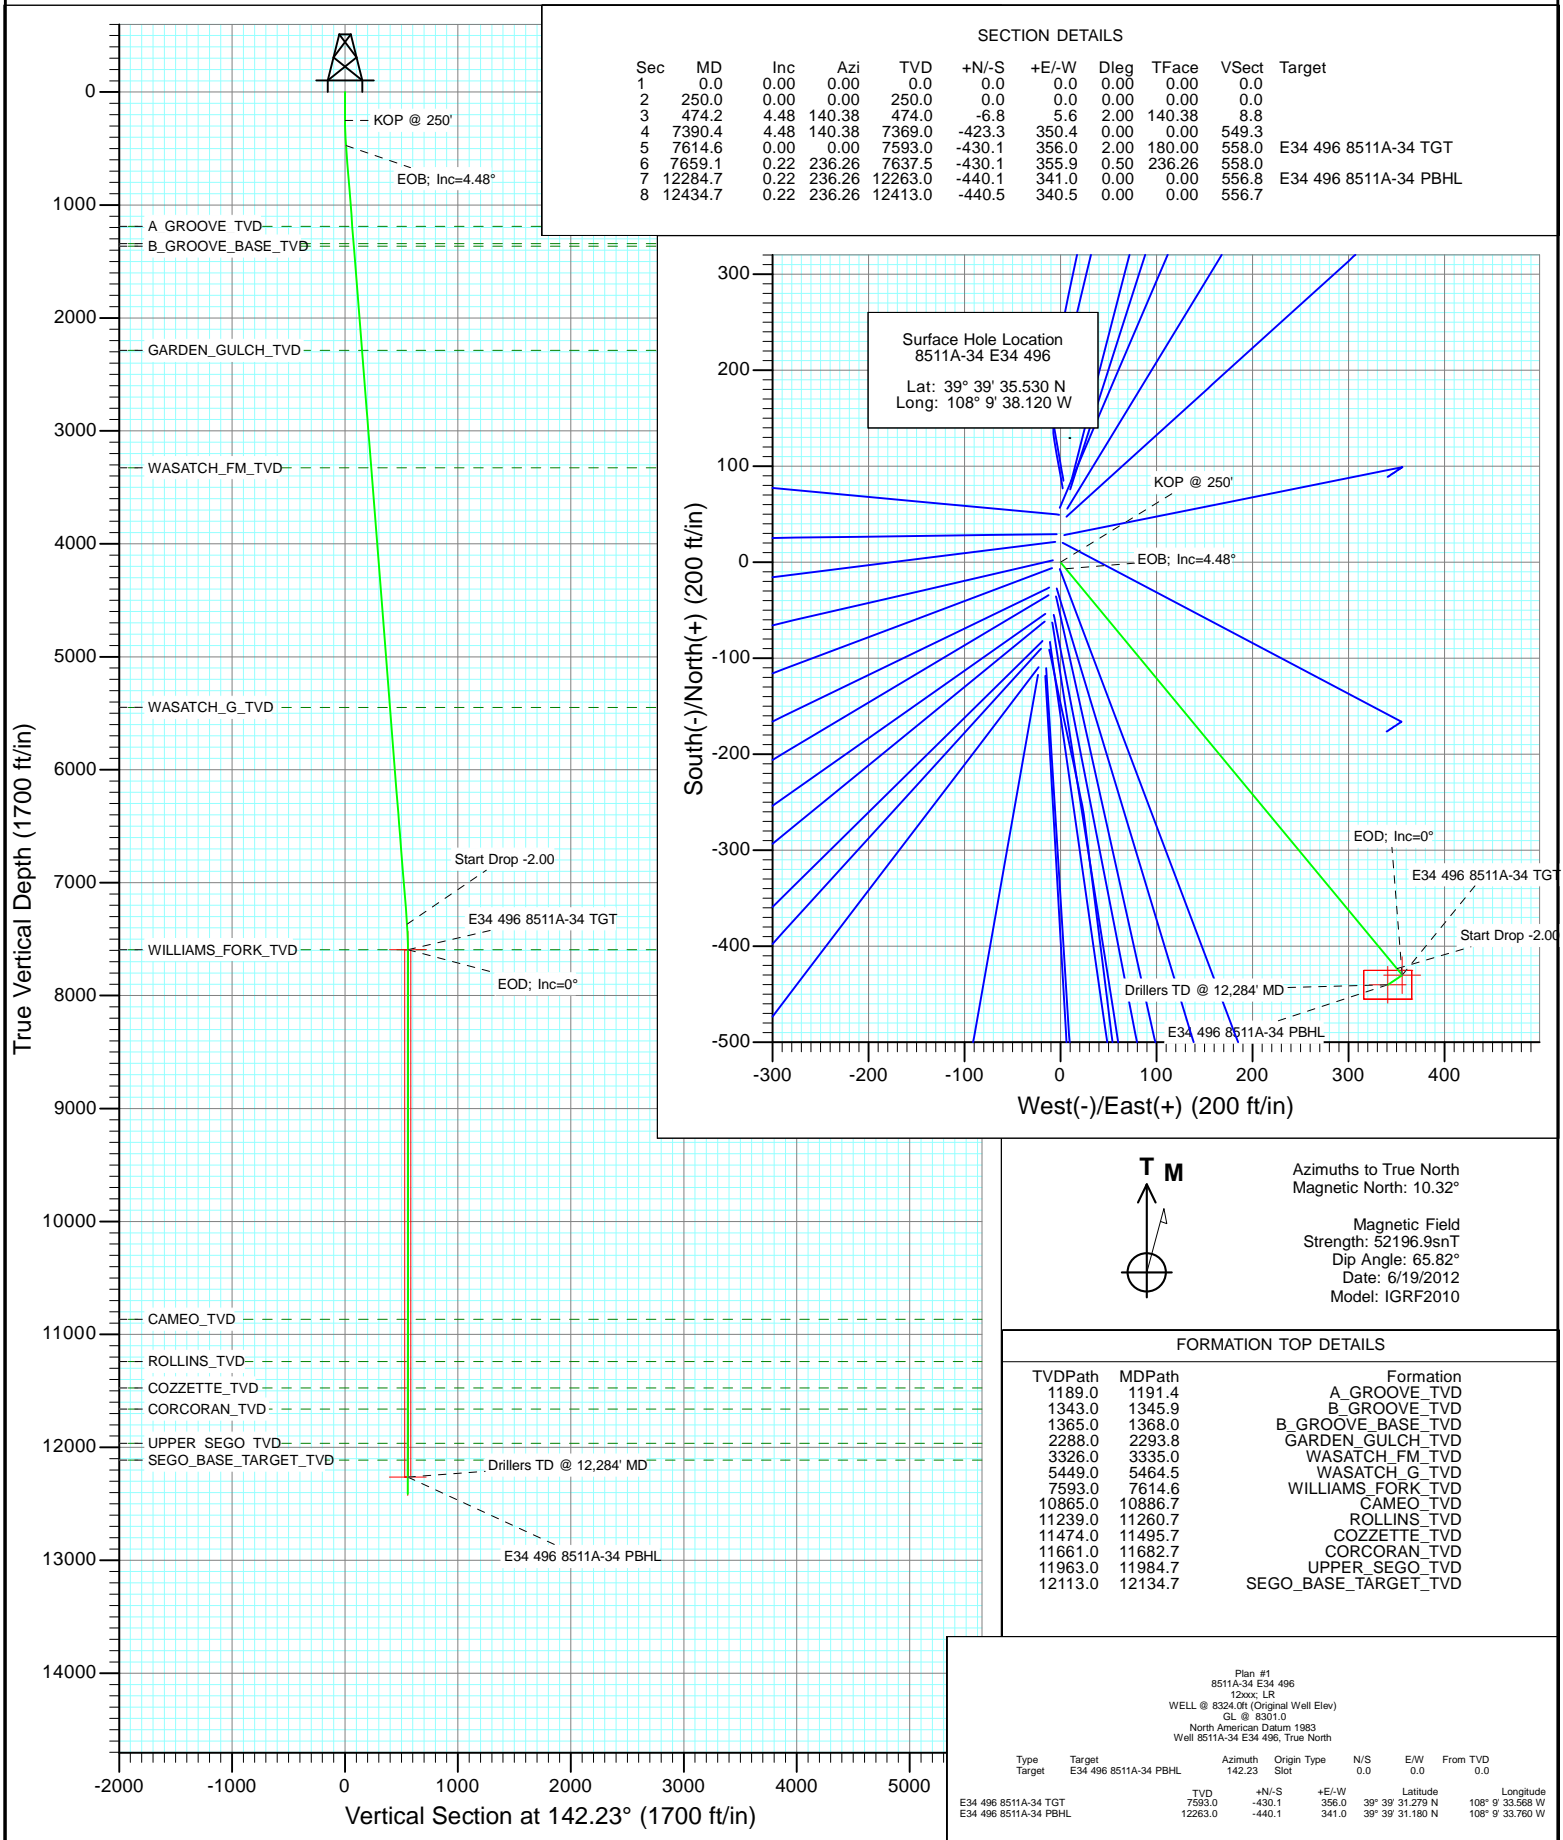 SECTION DETAILS
Sec MD Inc Azi TVD +N/-S +E/-W Dleg TFace VSect Target
1 0.0 0.00 0.00 0.0 0.0 0.0 0.00 0.00 0.0
2 250.0 0.00 0.00 250.0 0.0 0.0 0.00 0.00 0.0
3 474.2 4.48 140.38 474.0 -6.8 5.6 2.00 140.38 8.8
4 7390.4 4.48 140.38 7369.0 -423.3 350.4 0.00 0.00 549.3
5 7614.6 0.00 0.00 7593.0 -430.1 356.0 2.00 180.00 558.0 E34 496 8511A-34 TGT
6 7659.1 0.22 236.26 7637.5 -430.1 355.9 0.50 236.26 558.0
7 12284.7 0.22 236.26 12263.0 -440.1 341.0 0.00 0.00 556.8 E34 496 8511A-34 PBHL
8 12434.7 0.22 236.26 12413.0 -440.5 340.5 0.00 0.00 556.7
True Vertical Depth (1700 ft/in)
0
1000
2000
3000
4000
5000
6000
7000
8000
9000
10000
11000
12000
13000
14000
KOP @ 250'
EOB; Inc=4.48°
A GROOVE TVD
B_GROOVE_BASE_TVD
GARDEN_GULCH_TVD
WASATCH_FM_TVD
WASATCH_G_TVD
Start Drop -2.00
E34 496 8511A-34 TGT
WILLIAMS_FORK_TVD
EOD; Inc=0°
CAMEO_TVD
ROLLINS_TVD
COZZETTE_TVD
CORCORAN_TVD
UPPER SEGO TVD
SEGO_BASE_TARGET_TVD
Drillers TD @ 12,284' MD
E34 496 8511A-34 PBHL
-2000 -1000 0 1000 2000 3000 4000 5000
Vertical Section at 142.23° (1700 ft/in)
South(-)/North(+) (200 ft/in)
300
200
100
0
-100
-200
-300
-400
-500
Surface Hole Location
8511A-34 E34 496
Lat: 39° 39' 35.530 N
Long: 108° 9' 38.120 W
KOP @ 250'
EOB; Inc=4.48°
EOD; Inc=0°
E34 496 8511A-34 TGT
Start Drop -2.00
Drillers TD @ 12,284' MD
E34 496 8511A-34 PBHL
-300 -200 -100 0 100 200 300 400
West(-)/East(+) (200 ft/in)
T M
Azimuths to True North
Magnetic North: 10.32°
Magnetic Field
Strength: 52196.9snT
Dip Angle: 65.82°
Date: 6/19/2012
Model: IGRF2010
FORMATION TOP DETAILS
TVDPath MDPath Formation
1189.0 1191.4 A_GROOVE_TVD
1343.0 1345.9 B_GROOVE_TVD
1365.0 1368.0 B_GROOVE_BASE_TVD
2288.0 2293.8 GARDEN_GULCH_TVD
3326.0 3335.0 WASATCH_FM_TVD
5449.0 5464.5 WASATCH_G_TVD
7593.0 7614.6 WILLIAMS_FORK_TVD
10865.0 10886.7 CAMEO_TVD
11239.0 11260.7 ROLLINS_TVD
11474.0 11495.7 COZZETTE_TVD
11661.0 11682.7 CORCORAN_TVD
11963.0 11984.7 UPPER_SEGO_TVD
12113.0 12134.7 SEGO_BASE_TARGET_TVD
Plan #1
8511A-34 E34 496
12xxx; LR
WELL @ 8324.0ft (Original Well Elev)
GL @ 8301.0
North American Datum 1983
Well 8511A-34 E34 496, True North
Type Target Azimuth Origin Type N/S E/W From TVD
Target E34 496 8511A-34 PBHL 142.23 Slot 0.0 0.0 0.0
TVD +N/-S +E/-W Latitude Longitude
E34 496 8511A-34 TGT 7593.0 -430.1 356.0 39° 39' 31.279 N 108° 9' 33.568 W
E34 496 8511A-34 PBHL 12263.0 -440.1 341.0 39° 39' 31.180 N 108° 9' 33.760 W